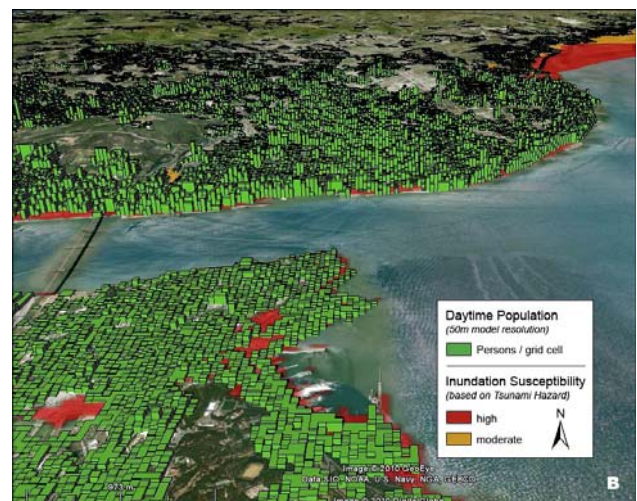 Daytime Population
(50m model resolution)
Persons / grid cell
Inundation Susceptibility
(based on Tsunami Hazard)
high
moderate
N
Image © 2010 GeoEye
Data SIO, NOAA, U.S. Navy, NGA, GEBCO
B